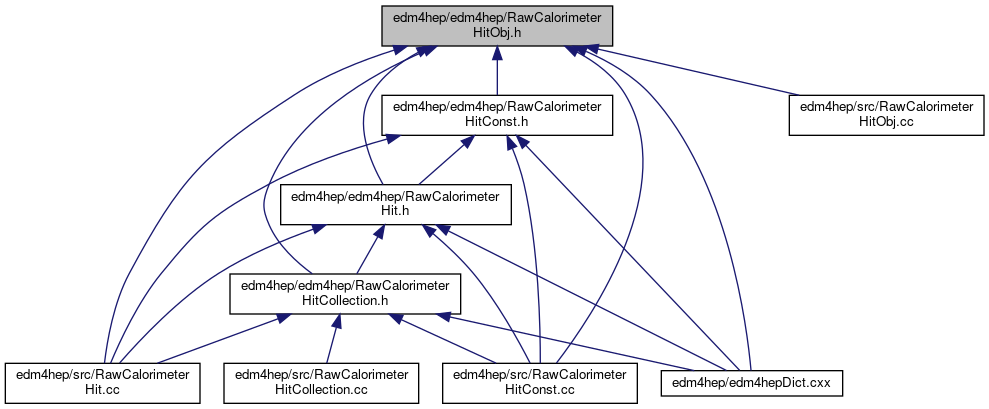 edm4hep/edm4hep/RawCalorimeter
HitObj.h
edm4hep/edm4hep/RawCalorimeter
HitConst.h
edm4hep/src/RawCalorimeter
HitObj.cc
edm4hep/edm4hep/RawCalorimeter
Hit.h
edm4hep/edm4hep/RawCalorimeter
HitCollection.h
edm4hep/src/RawCalorimeter
Hit.cc
edm4hep/src/RawCalorimeter
HitCollection.cc
edm4hep/src/RawCalorimeter
HitConst.cc
edm4hep/edm4hepDict.cxx